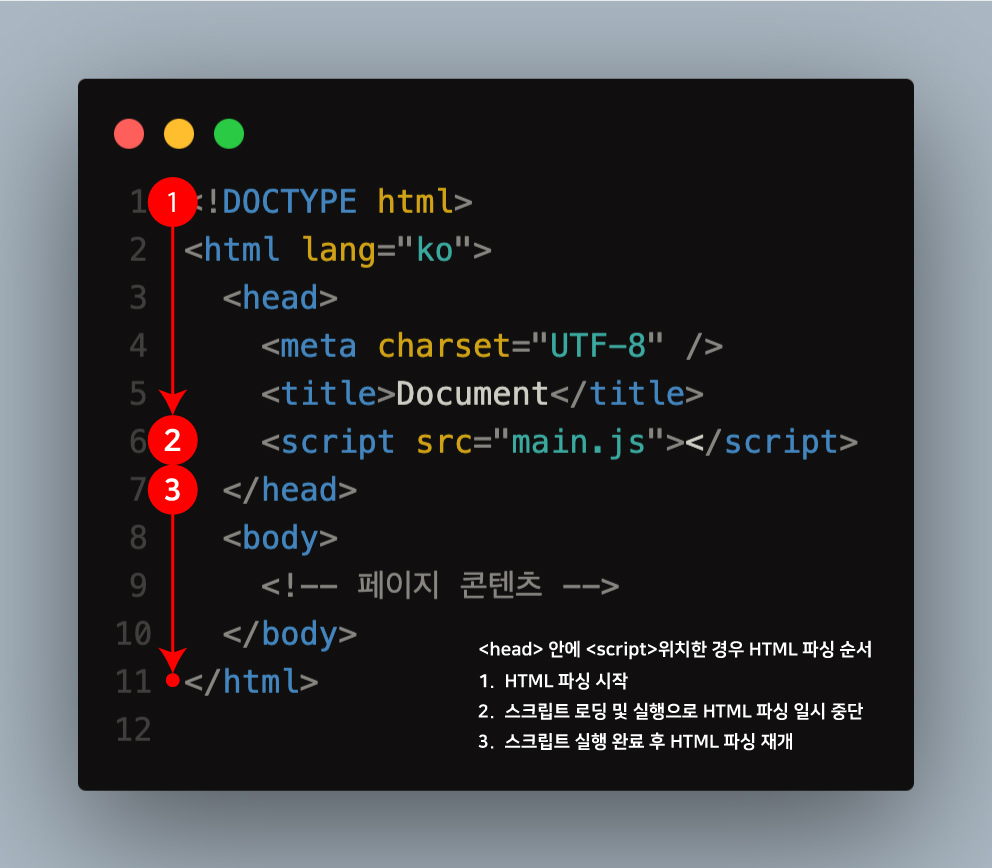 1 1 <!DOCTYPE html>
2 <html lang="ko">
3 <head>
4 <meta charset="UTF-8" />
5 <title>Document</title>
6 2 <script src="main.js"></script>
7 3 </head>
8 <body>
9 <!-- 페이지 콘텐츠 -->
10 </body>
11 </html>
12
<head> 안에 <script>위치한 경우 HTML 파싱 순서
1. HTML 파싱 시작
2. 스크립트 로딩 및 실행으로 HTML 파싱 일시 중단
3. 스크립트 실행 완료 후 HTML 파싱 재개